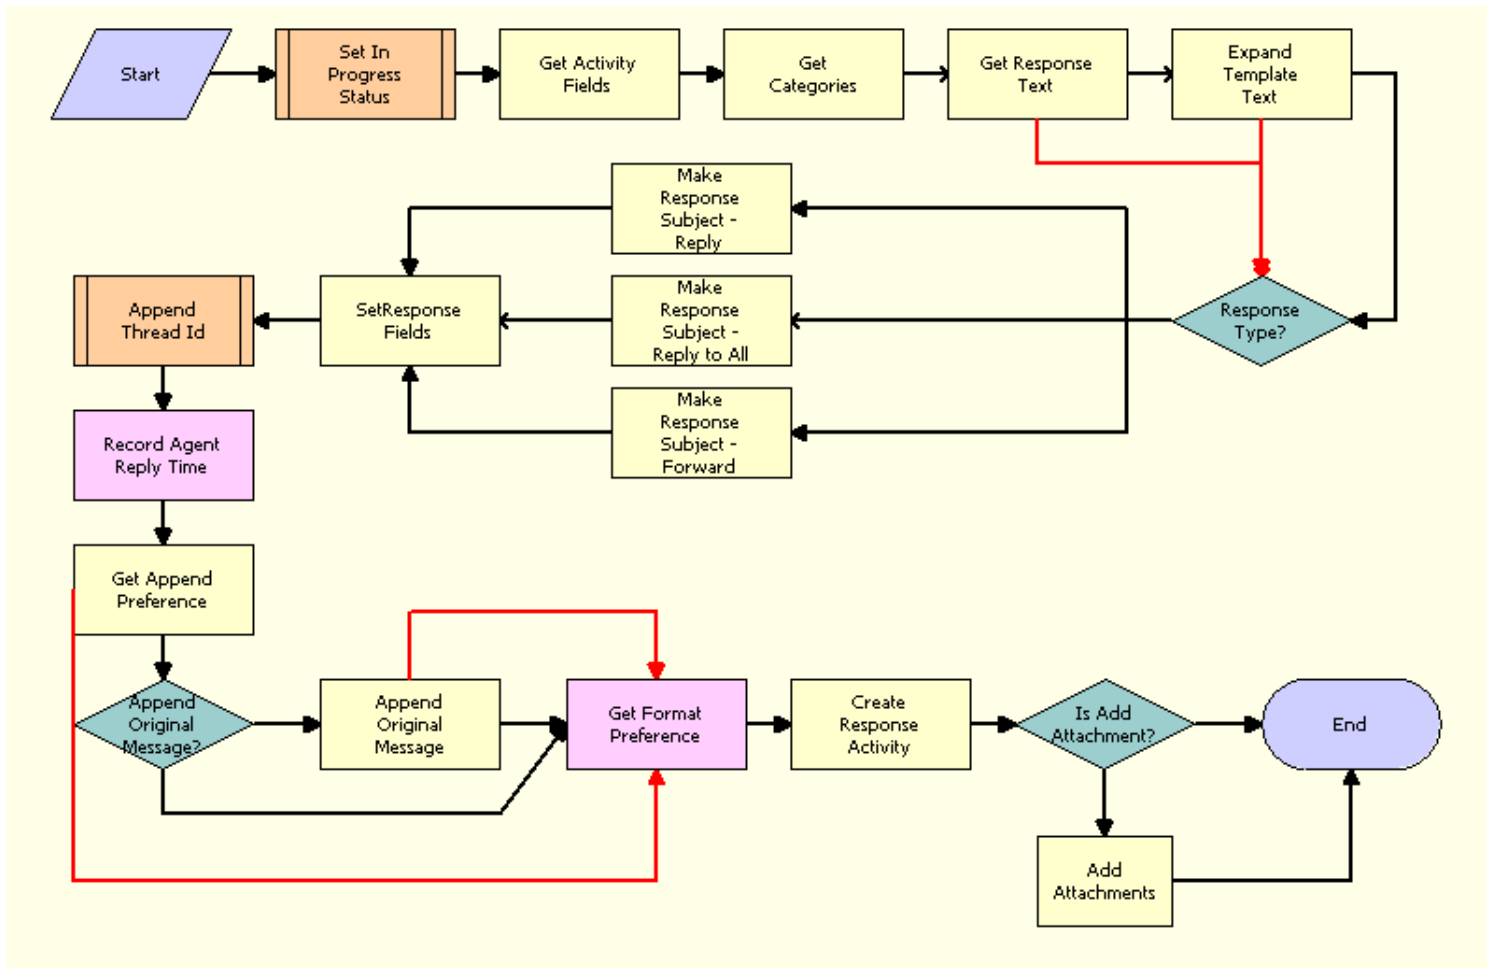 Start
Set In
Progress
Status
Get Activity
Fields
Get
Categories
Get Response
Text
Expand
Template
Text
Make
Response
Subject -
Reply
Append
Thread Id
SetResponse
Fields
Make
Response
Subject -
Reply to All
Response
Type?
Make
Response
Subject -
Forward
Record Agent
Reply Time
Get Append
Preference
Append
Original
Message?
Append
Original
Message
Get Format
Preference
Create
Response
Activity
Is Add
Attachment?
End
Add
Attachments